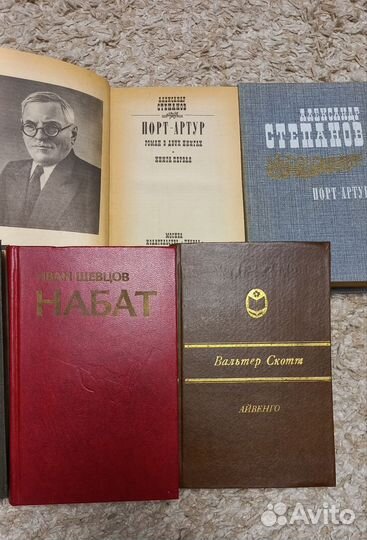 АЛЕКСАНДР
СТЕПАНОВ
ПОРТ-АРТУР
РОМАН В ДВУХ КНИГАХ
КНИГА ПЕРВАЯ
МОСКВА
АЛЕКСАНДР
СТЕПАНОВ
ПОРТ-АРТУР
ИВАН ШЕВЦОВ
НАБАТ
Вальтер Скотт
АЙВЕНГО
Avito